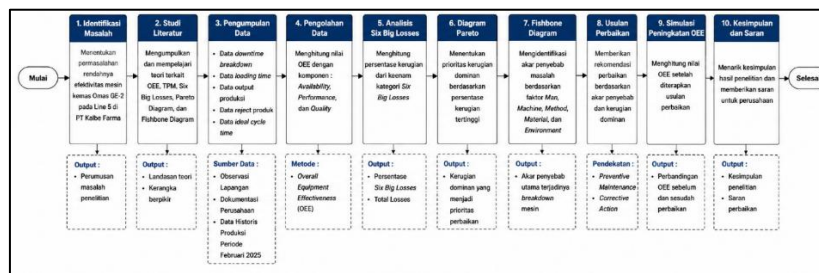 Mulai
1. Identifikasi
Masalah
Menentukan
permasalahan
rendahnya
efektivitas mesin
kemas Omas GE-2
pada Line 5 di
PT Kalbe Farma
Output :
• Perumusan
masalah
penelitian
2. Studi
Literatur
Mengumpulkan
dan mempelajari
teori terkait
OEE, TPM, Six
Big Losses, Pareto
Diagram, dan
Fishbone Diagram
Output :
• Landasan teori
• Kerangka
berpikir
3. Pengumpulan
Data
• Data downtime
breakdown
• Data loading time
• Data output
produksi
• Data reject produk
• Data ideal cycle
time
Sumber Data :
• Observasi
Lapangan
• Dokumentasi
Perusahaan
• Data Historis
Produksi
Periode
Februari 2025
4. Pengolahan
Data
Menghitung nilai
OEE dengan
komponen :
Availability,
Performance, dan
Quality
Metode :
• Overall
Equipment
Effectiveness
(OEE)
5. Analisis
Six Big Losses
Menghitung
persentase kerugian
dari keenam
kategori Six
Big Losses
Output :
• Persentase
Six Big Losses
• Total Losses
6. Diagram
Pareto
Menentukan
prioritas kerugian
dominan
berdasarkan
persentase
kerugian
tertinggi
Output :
• Kerugian
dominan yang
menjadi
prioritas
perbaikan
7. Fishbone
Diagram
Mengidentifikasi
akar penyebab
masalah
berdasarkan faktor
Man, Machine,
Method, Material,
dan Environment
Output :
• Akar penyebab
utama terjadinya
breakdown
mesin
8. Usulan
Perbaikan
Memberikan
rekomendasi
perbaikan
berdasarkan akar
penyebab dan
kerugian dominan
Pendekatan :
• Preventive
Maintenance
• Corrective
Action
9. Simulasi
Peningkatan OEE
Menghitung nilai
OEE setelah
diterapkan
usulan
perbaikan
Output :
• Perbandingan
OEE sebelum
dan sesudah
perbaikan
10. Kesimpulan
dan Saran
Menarik kesimpulan
hasil penelitian dan
memberikan saran
untuk perusahaan
Output :
• Kesimpulan
penelitian
• Saran
perbaikan
Selesa